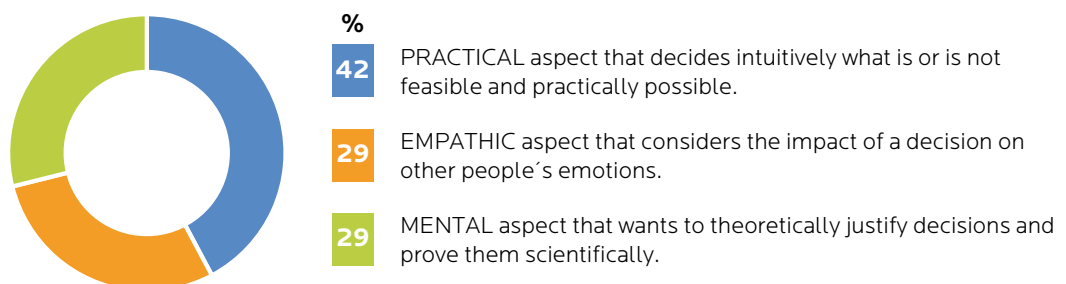 %
42
PRACTICAL aspect that decides intuitively what is or is not
feasible and practically possible.
29
EMPATHIC aspect that considers the impact of a decision on
other people´s emotions.
29
MENTAL aspect that wants to theoretically justify decisions and
prove them scientifically.